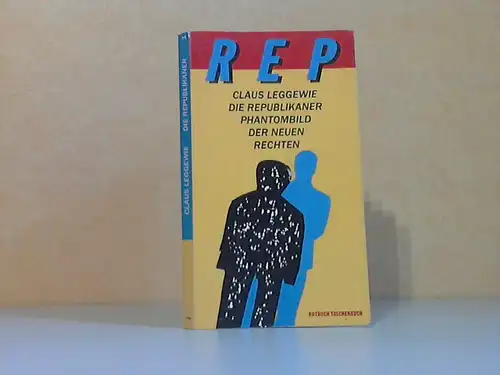 REP
CLAUS LEGGEWIE
DIE REPUBLIKANER
PHANTOMBILD
DER NEUEN
RECHTEN
ROTBUCH TASCHENBUCH
CLAUS LEGGEWIE DIE REPUBLIKANER